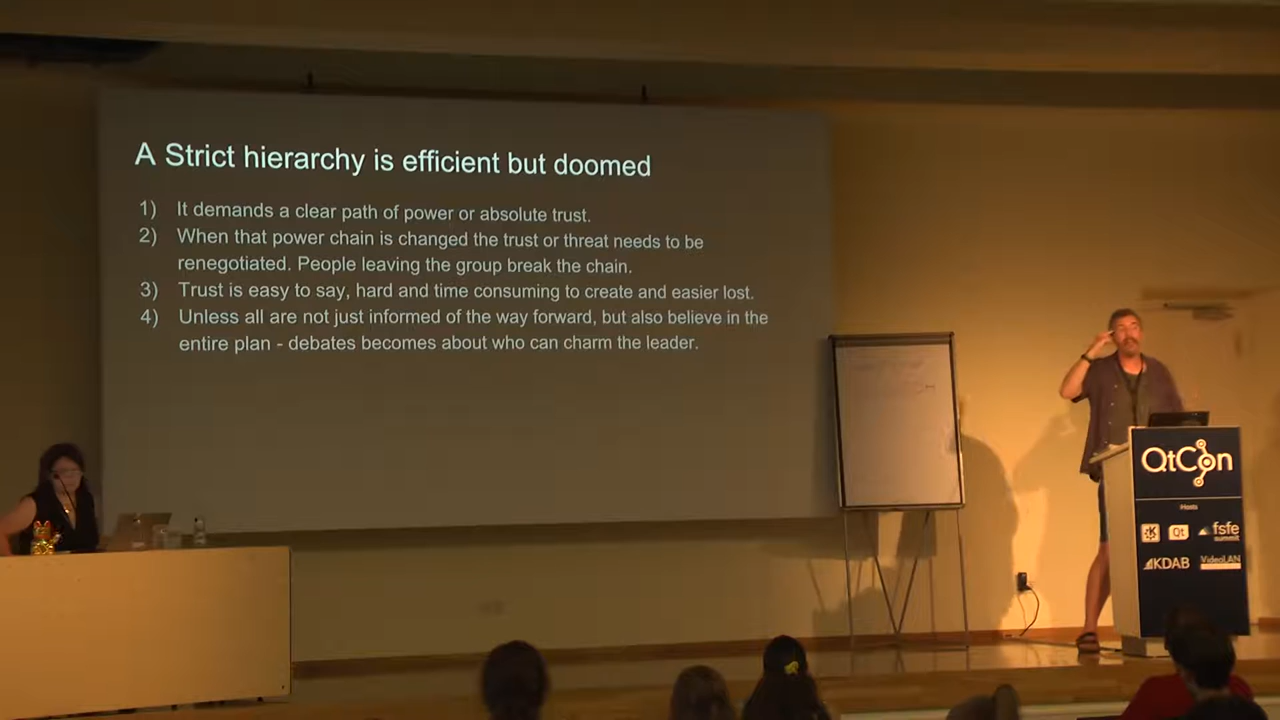 A Strict hierarchy is efficient but doomed
1) It demands a clear path of power or absolute trust.
2) When that power chain is changed the trust or threat needs to be
renegotiated. People leaving the group break the chain.
3) Trust is easy to say, hard and time consuming to create and easier lost.
4) Unless all are not just informed of the way forward, but also believe in the
entire plan - debates becomes about who can charm the leader.
QtCon
Hosts
Qt
fsfe
summit
KDAB
VideoLAN